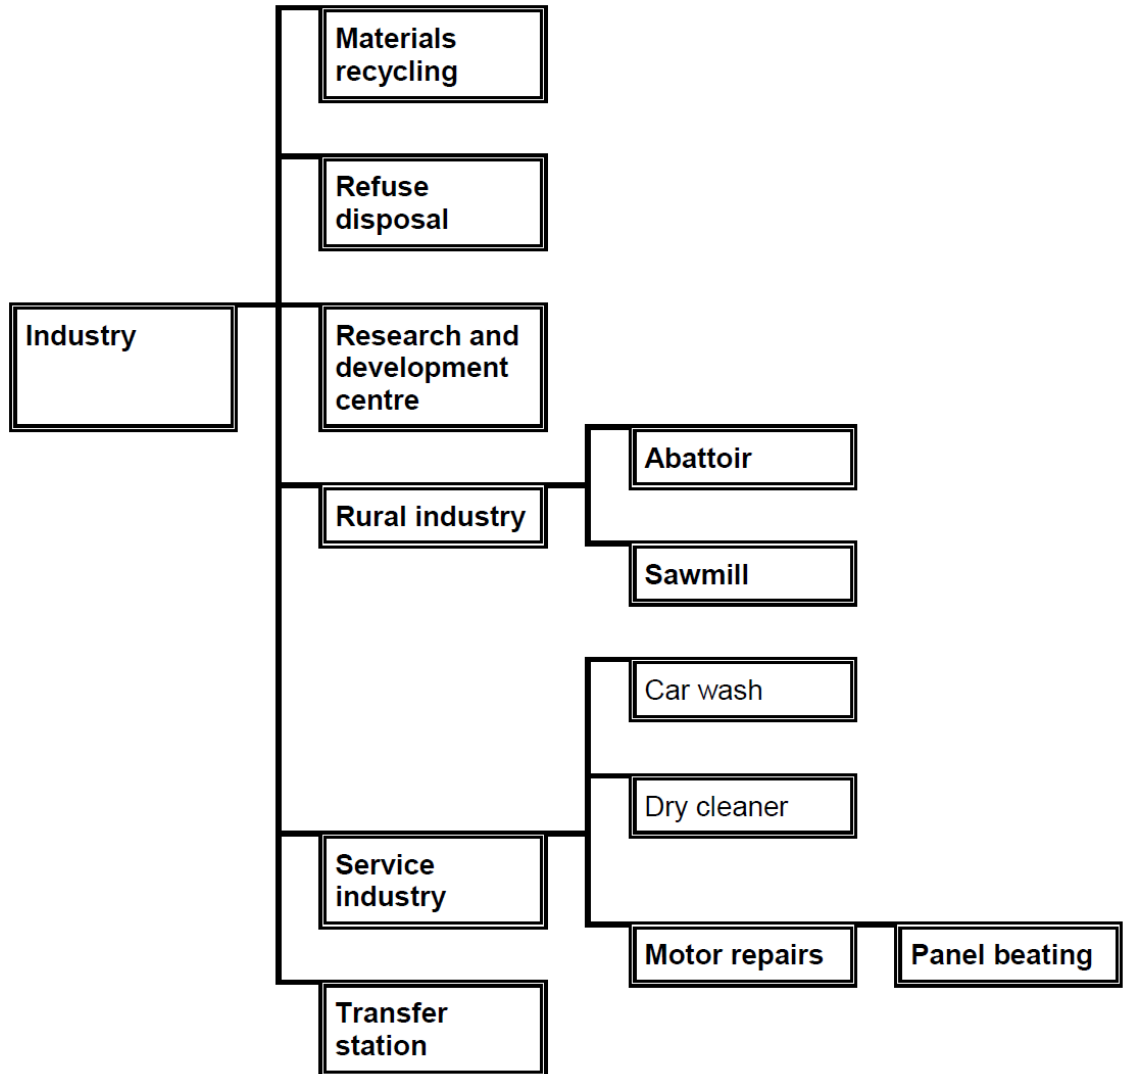 Materials
recycling
Refuse
disposal
Industry
Research and
development
centre
Abattoir
Rural industry
Sawmill
Car wash
Dry cleaner
Service
industry
Motor repairs
Panel beating
Transfer
station